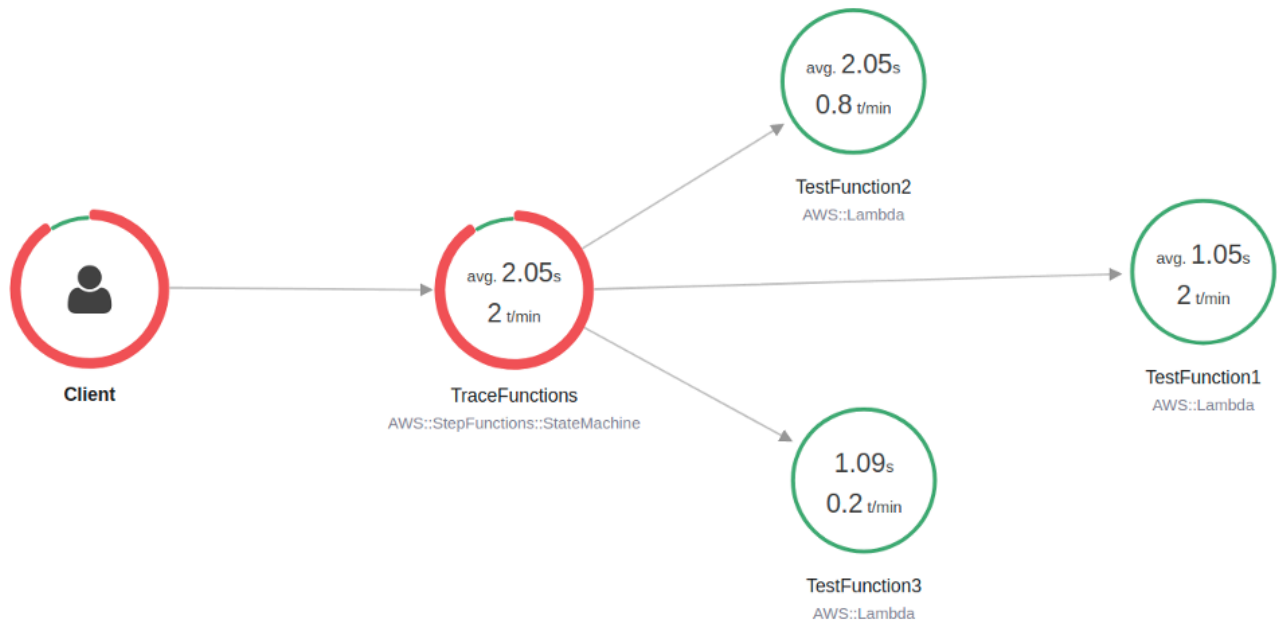 avg. 2.05s
0.8 t/min
TestFunction2
AWS::Lambda
Client
avg. 2.05s
2 t/min
TraceFunctions
AWS::StepFunctions::StateMachine
avg. 1.05s
2 t/min
TestFunction1
AWS::Lambda
1.09s
0.2 t/min
TestFunction3
AWS::Lambda